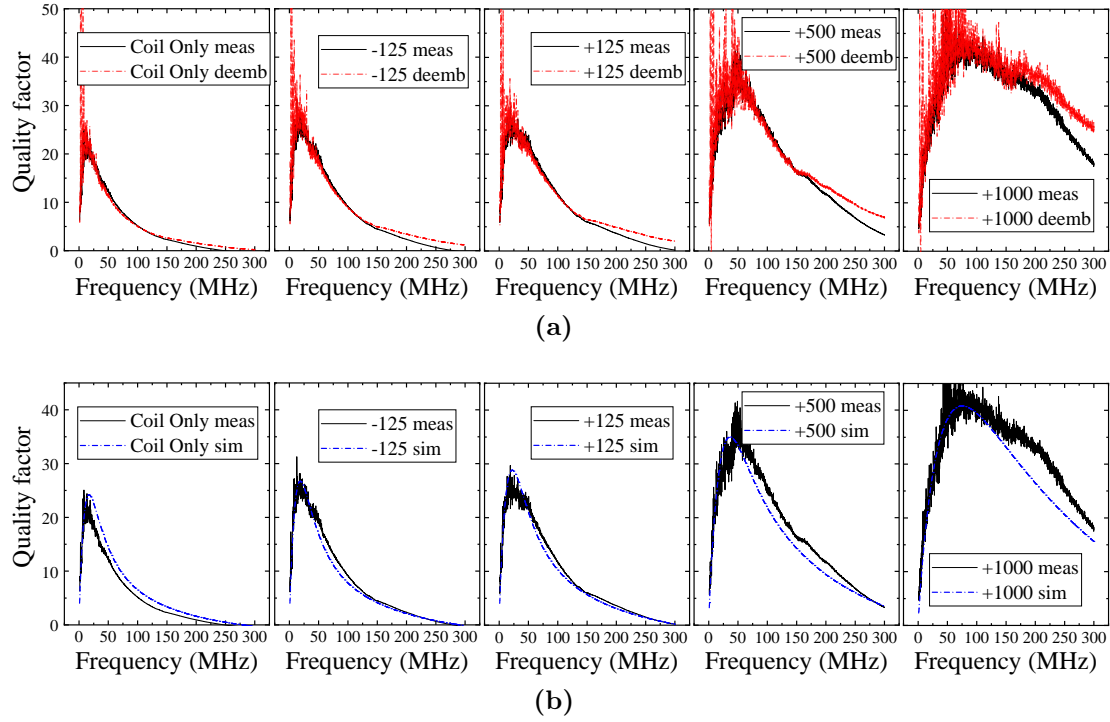 50
40
30
20
10
0
Quality factor
Coil Only meas
Coil Only deemb
-125 meas
-125 deemb
+125 meas
+125 deemb
+500 meas
+500 deemb
+1000 meas
+1000 deemb
0 50 100 150 200 250 300
0 50 100 150 200 250 300
0 50 100 150 200 250 300
0 50 100 150 200 250 300
0 50 100 150 200 250 300
Frequency (MHz)
Frequency (MHz)
Frequency (MHz)
Frequency (MHz)
Frequency (MHz)
(a)
40
30
20
10
0
Quality factor
Coil Only meas
Coil Only sim
-125 meas
-125 sim
+125 meas
+125 sim
+500 meas
+500 sim
+1000 meas
+1000 sim
0 50 100 150 200 250 300
0 50 100 150 200 250 300
0 50 100 150 200 250 300
0 50 100 150 200 250 300
0 50 100 150 200 250 300
Frequency (MHz)
Frequency (MHz)
Frequency (MHz)
Frequency (MHz)
Frequency (MHz)
(b)